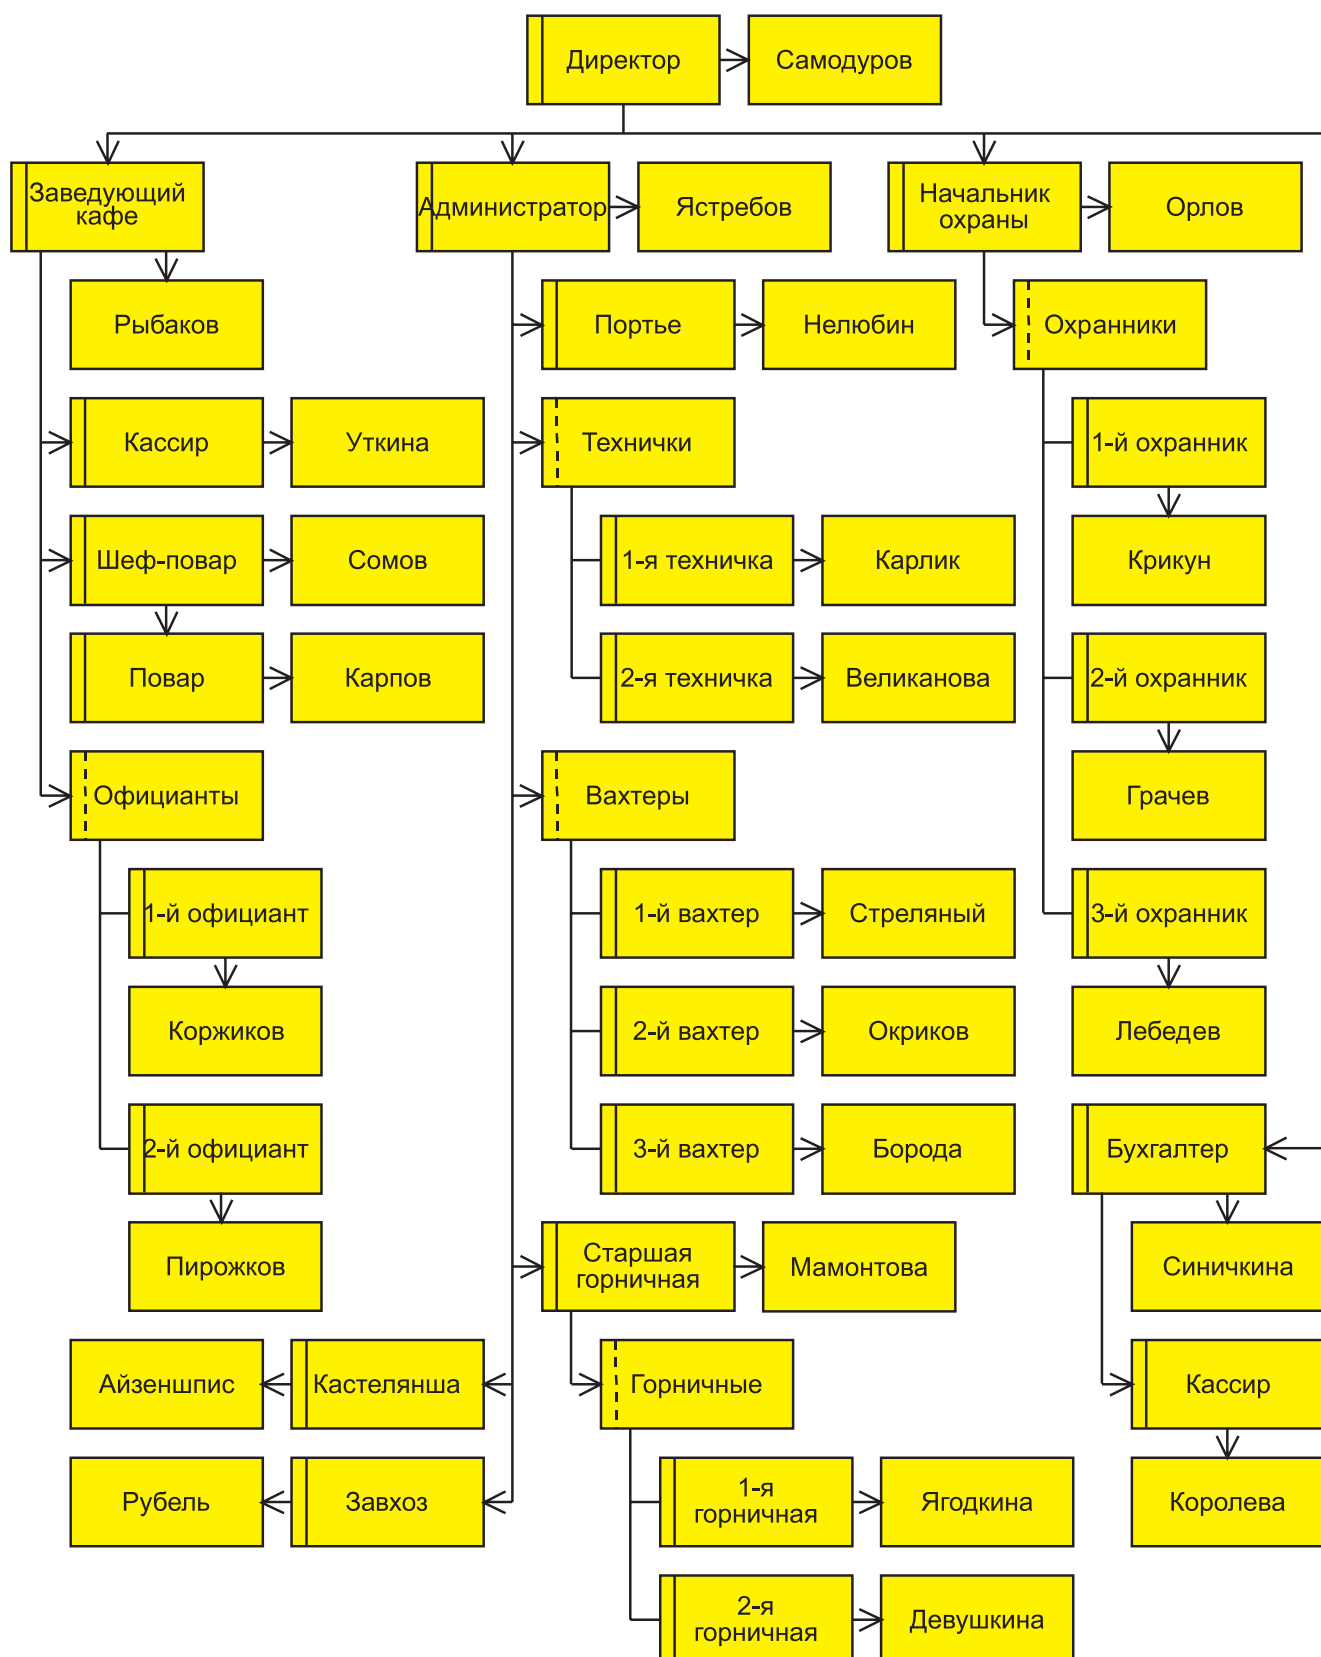 Директор
Самодуров
Заведующий
кафе
Администратор
Ястребов
Начальник
охраны
Орлов
Рыбаков
Портье
Нелюбин
Охранники
Кассир
Уткина
Технички
1-й охранник
Шеф-повар
Сомов
1-я техничка
Карлик
Крикун
Повар
Карпов
2-я техничка
Великанова
2-й охранник
Официанты
Вахтеры
Грачев
1-й официант
1-й вахтер
Стреляный
3-й охранник
Коржиков
2-й вахтер
Окриков
Лебедев
2-й официант
3-й вахтер
Борода
Бухгалтер
Пирожков
Старшая
горничная
Мамонтова
Синичкина
Айзеншпис
Кастелянша
Горничные
Кассир
Рубель
Завхоз
1-я
горничная
Ягодкина
Королева
2-я
горничная
Девушкина